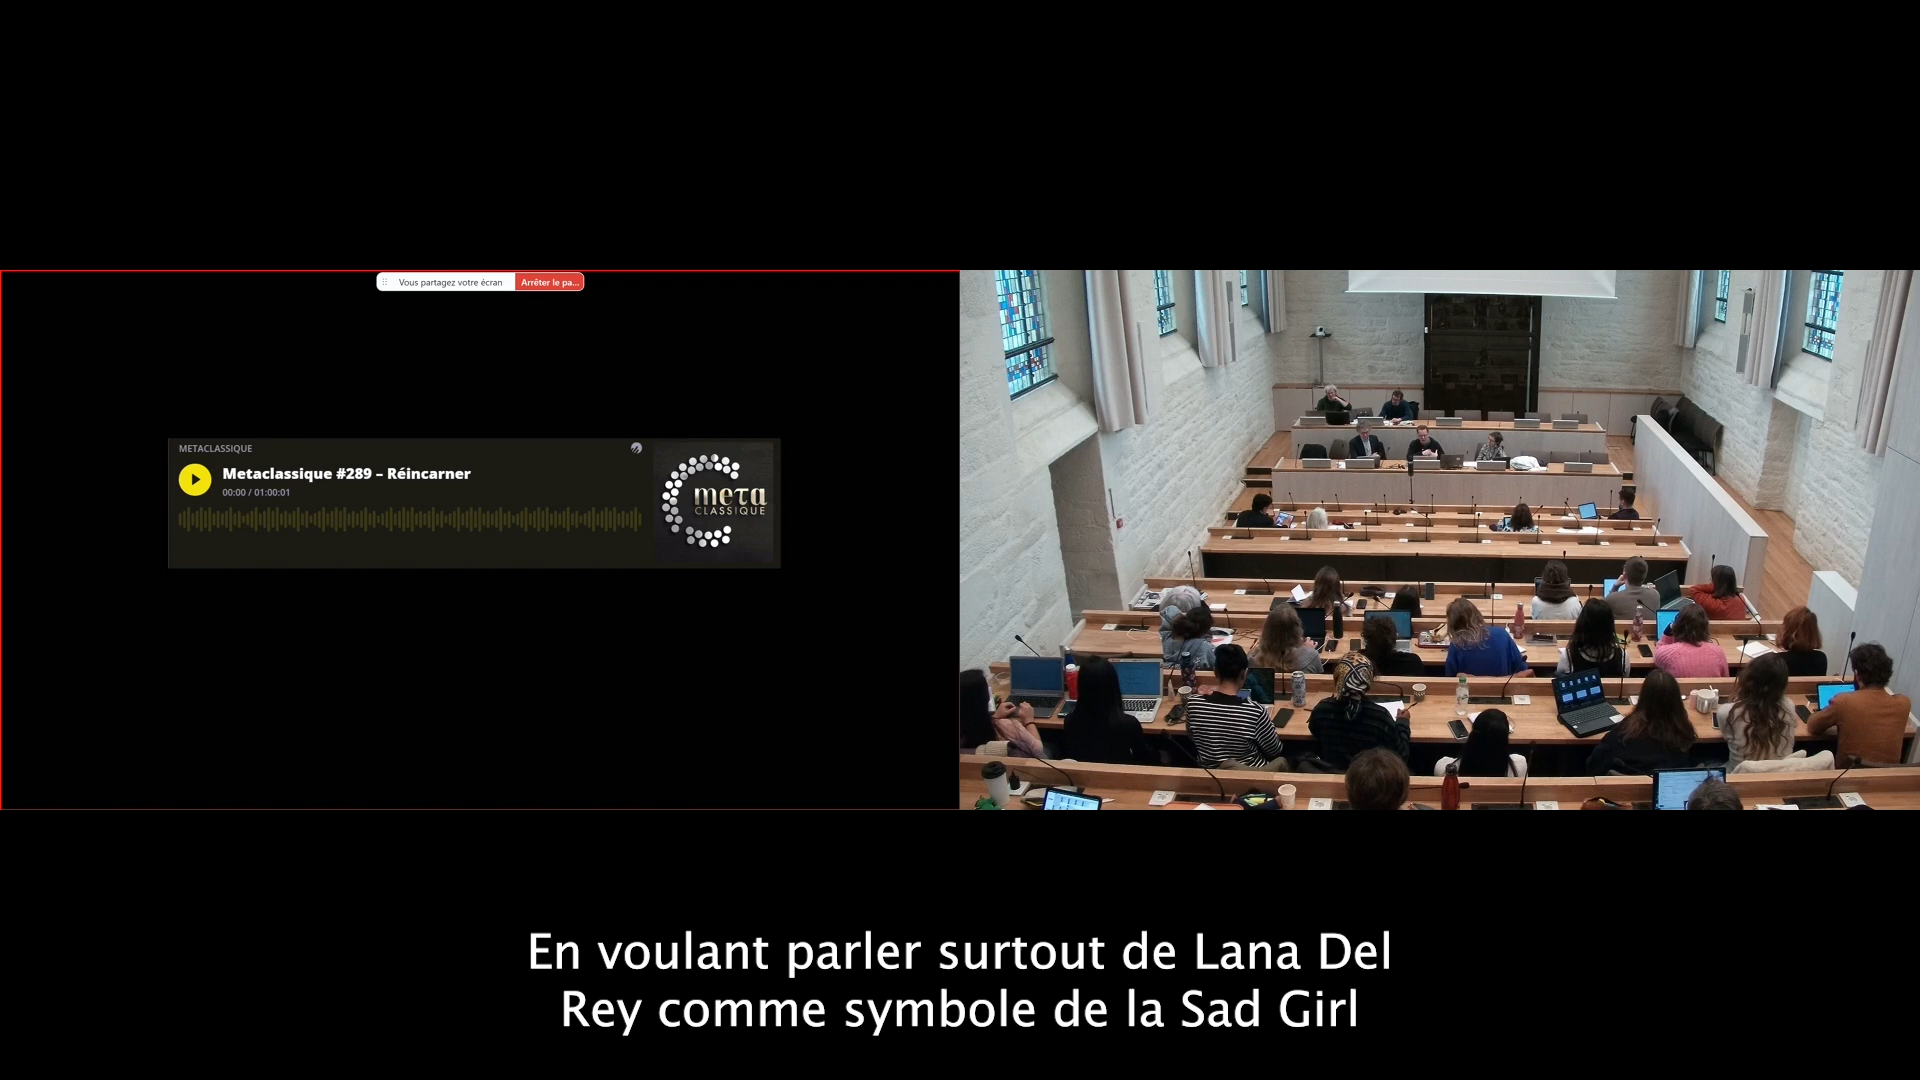 Vous partagez votre écran
Arrêter le pa...
METACLASSIQUE
Metaclassique #289 – Réincarner
00:00 / 01:00:01
meta
CLASSIQUE
En voulant parler surtout de Lana Del
Rey comme symbole de la Sad Girl